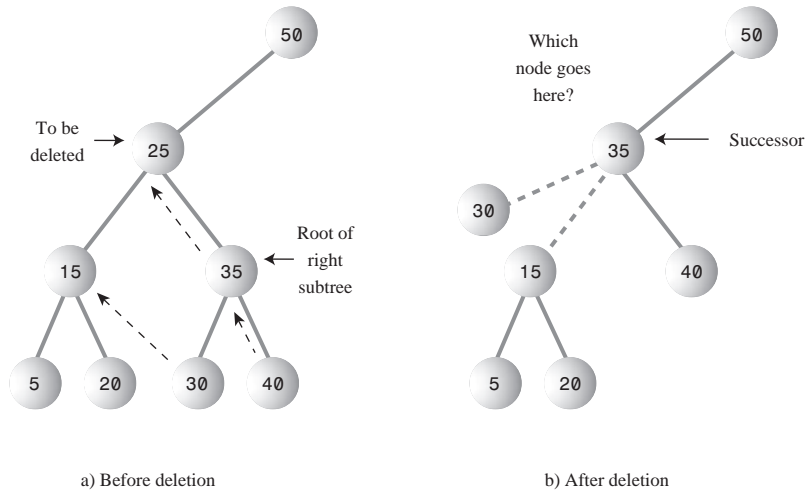 50
To be
deleted
25
Root of
right
subtree
15
35
5
20
30
40
a) Before deletion
Which
node goes
here?
50
35
Successor
30
15
40
5
20
b) After deletion